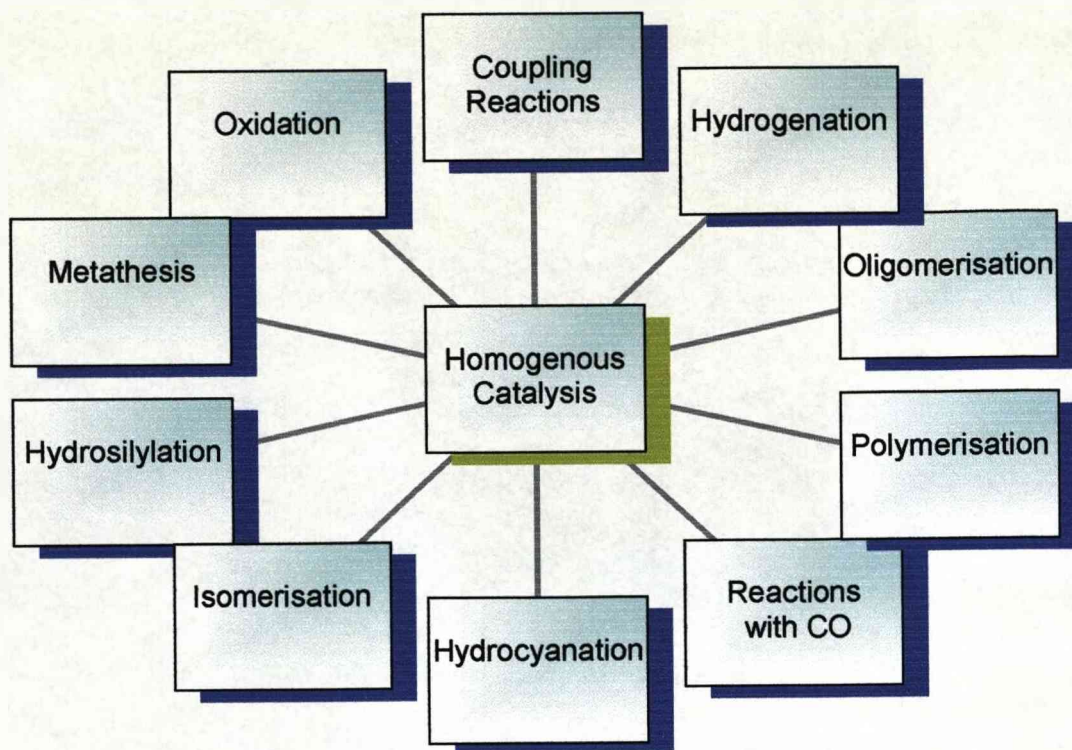 Coupling
Reactions
Oxidation
Hydrogenation
Metathesis
Oligomerisation
Homogenous
Catalysis
Hydrosilylation
Polymerisation
Isomerisation
Reactions
with CO
Hydrocyanation